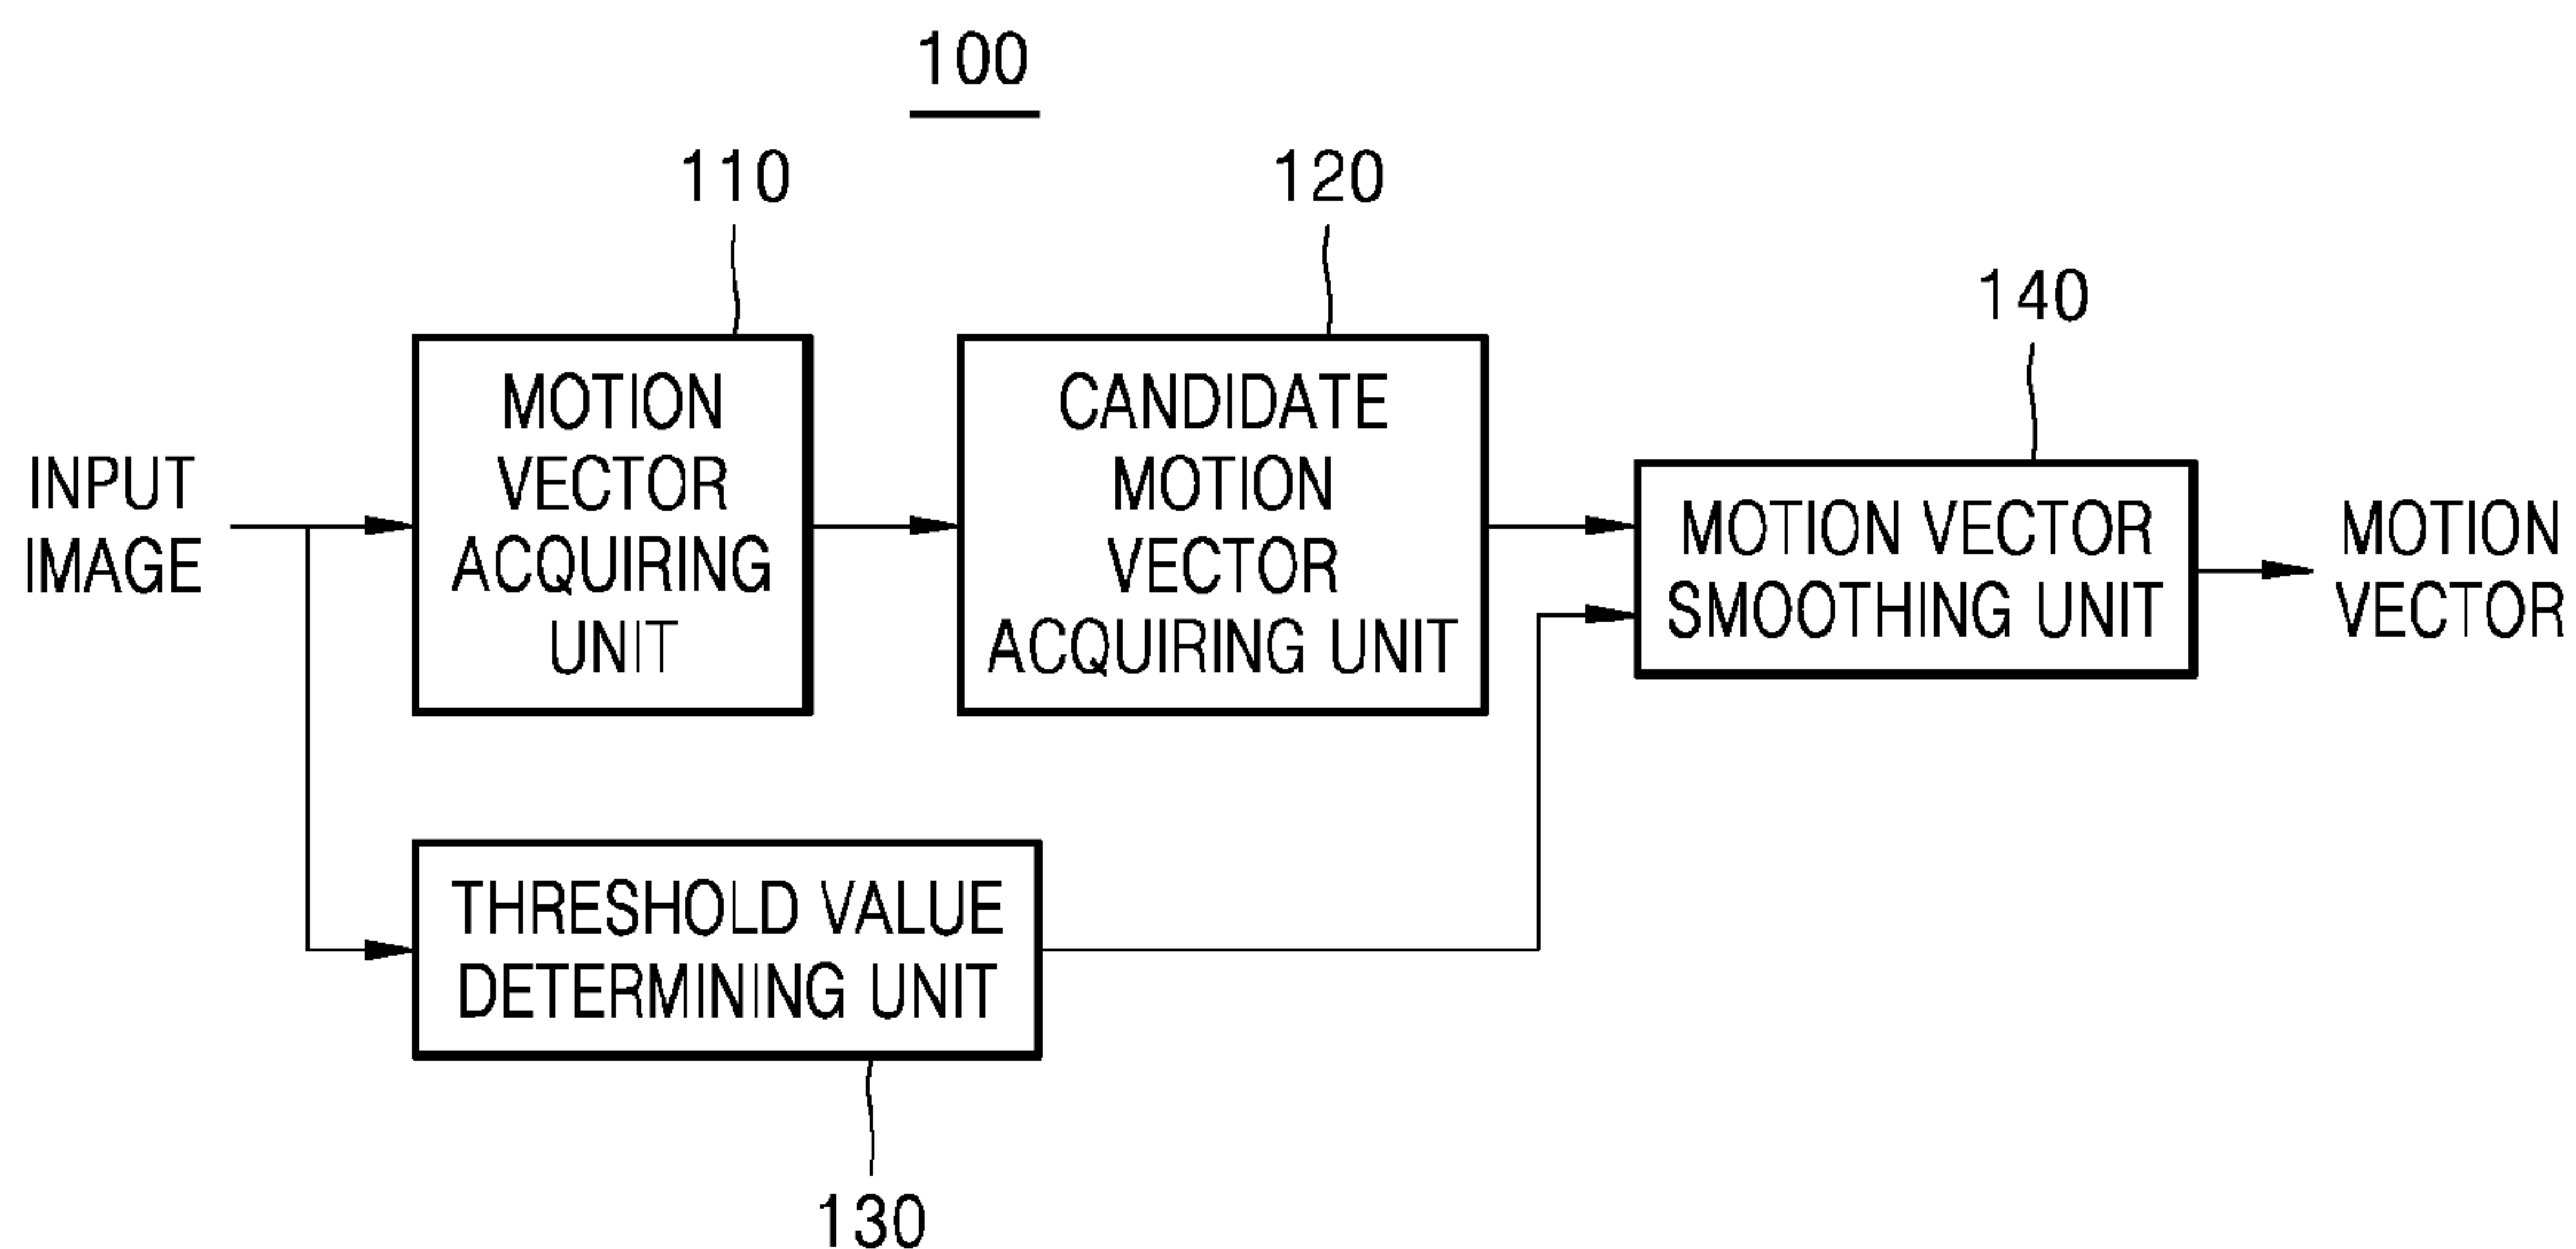 100
110
120
140
INPUT
IMAGE
MOTION
VECTOR
ACQUIRING
UNIT
CANDIDATE
MOTION
VECTOR
ACQUIRING UNIT
MOTION VECTOR
SMOOTHING UNIT
MOTION
VECTOR
THRESHOLD VALUE
DETERMINING UNIT
130